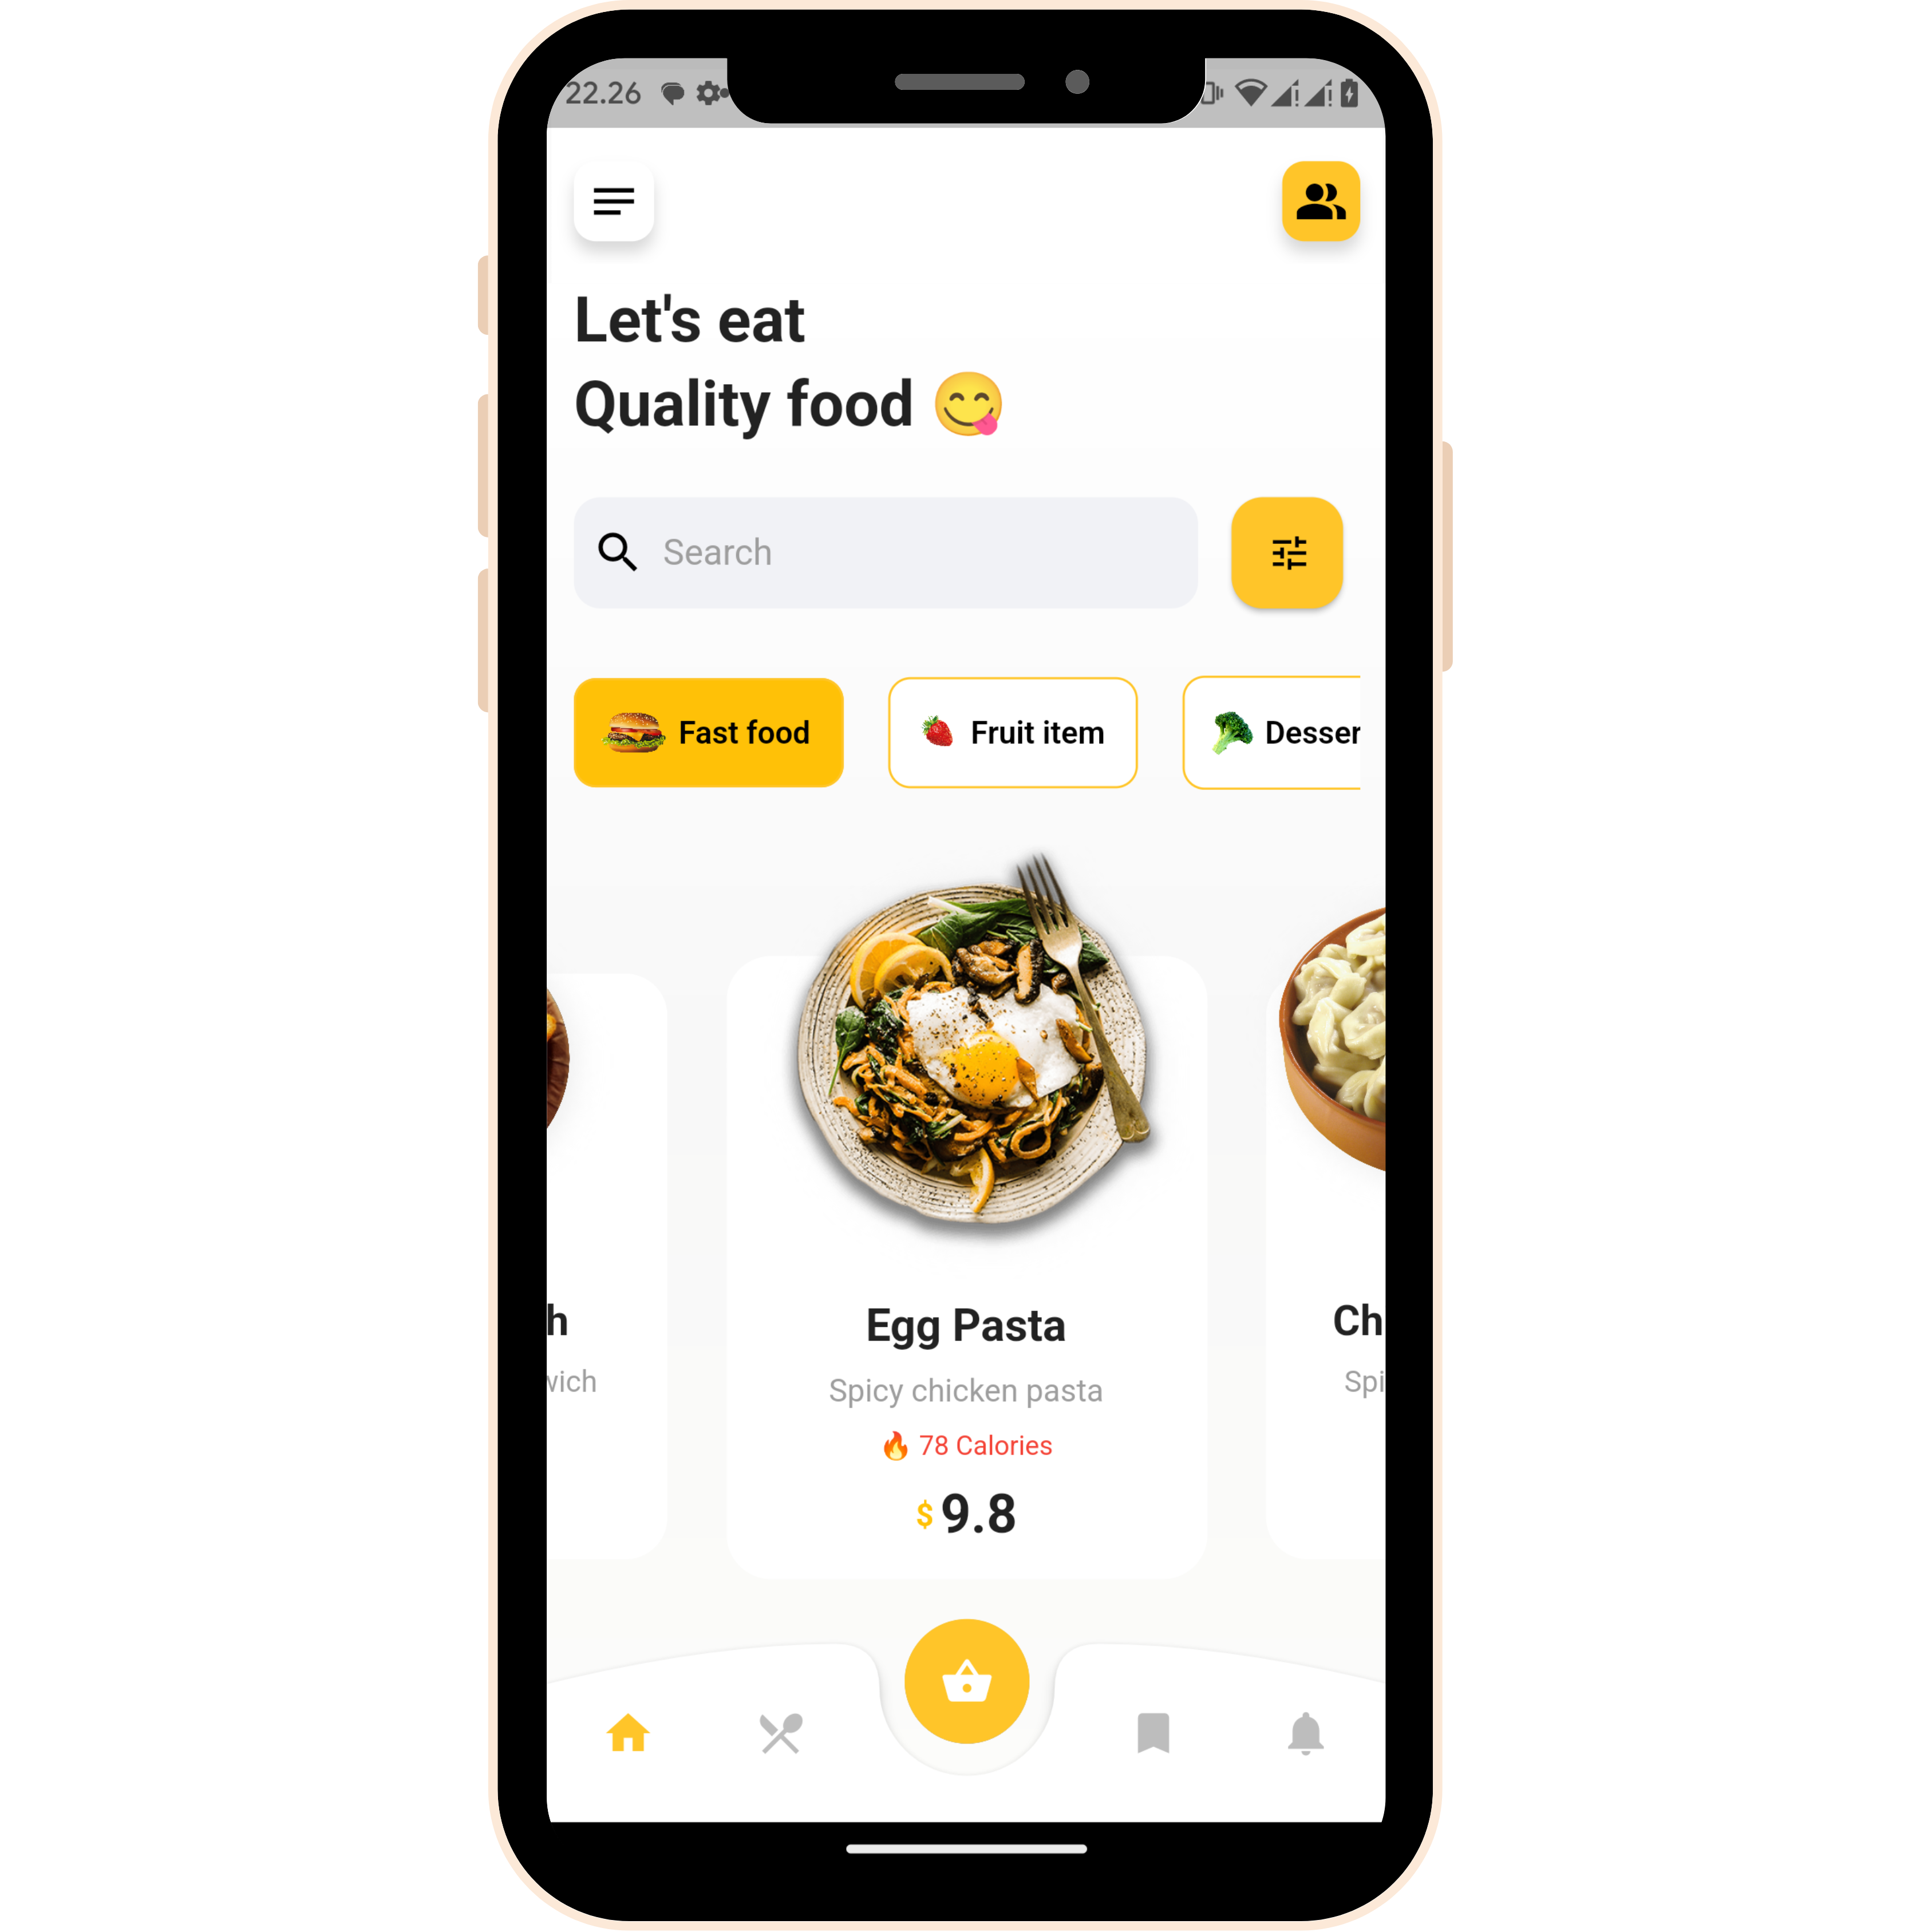 22.26
Let's eat
Quality food 😋
Search
Fast food
Fruit item
Desser
h
wich
Egg Pasta
Spicy chicken pasta
🔥 78 Calories
$ 9.8
Ch
Spi